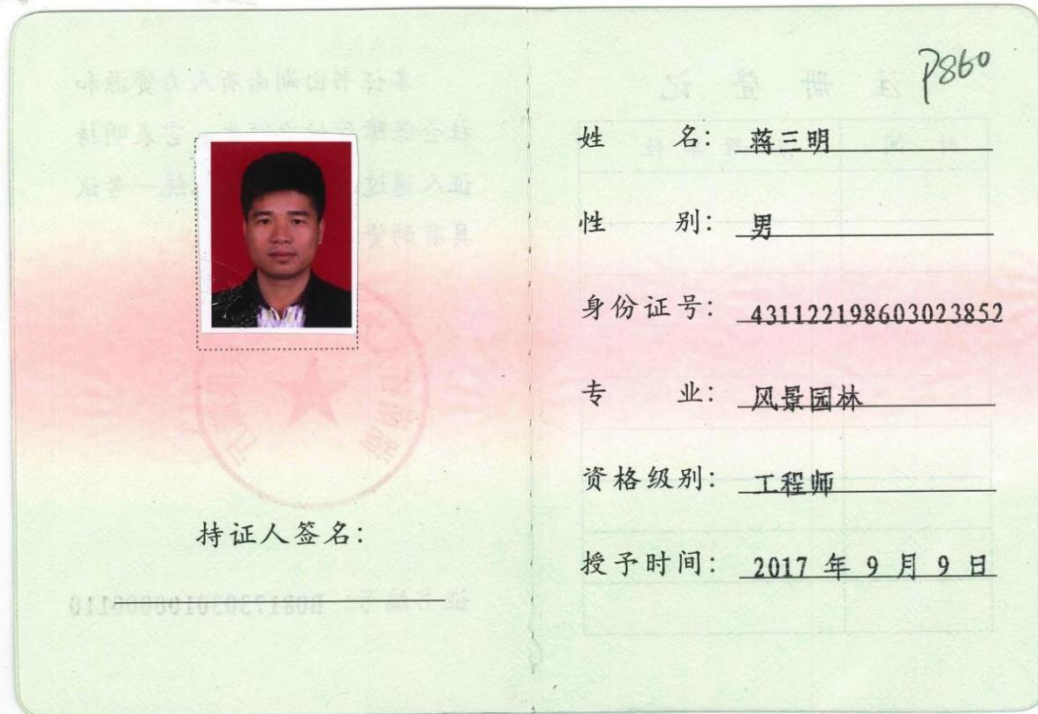 P860
姓 名: 蒋三明
性 别: 男
身份证号: 431122198603023852
专 业: 风景园林
资格级别: 工程师
授予时间: 2017 年 9 月 9 日
持证人签名: